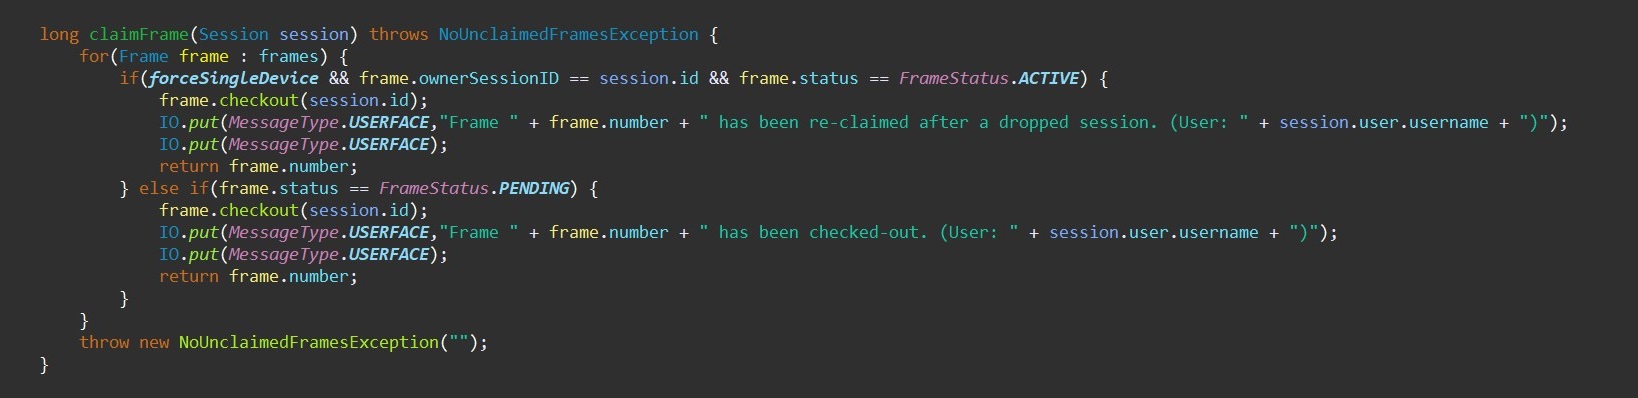 long claimFrame(Session session) throws NoUnclaimedFramesException {
for(Frame frame : frames) {
if(forceSingleDevice && frame.ownerSessionID == session.id && frame.status == FrameStatus.ACTIVE) {
frame.checkout(session.id);
IO.put(MessageType.USERFACE,"Frame " + frame.number + " has been re-claimed after a dropped session. (User: " + session.user.username + ")");
IO.put(MessageType.USERFACE);
return frame.number;
} else if(frame.status == FrameStatus.PENDING) {
frame.checkout(session.id);
IO.put(MessageType.USERFACE,"Frame " + frame.number + " has been checked-out. (User: " + session.user.username + ")");
IO.put(MessageType.USERFACE);
return frame.number;
}
}
throw new NoUnclaimedFramesException("");
}